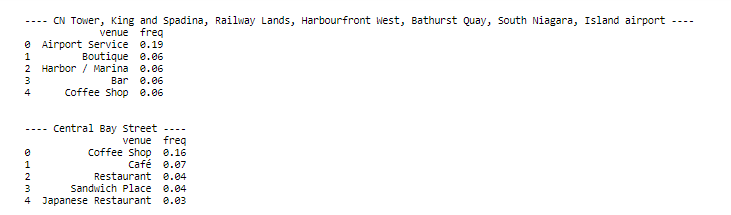 ---- CN Tower, King and Spadina, Railway Lands, Harbourfront West, Bathurst Quay, South Niagara, Island airport ----
venue freq
0 Airport Service 0.19
1 Boutique 0.06
2 Harbor / Marina 0.06
3 Bar 0.06
4 Coffee Shop 0.06
---- Central Bay Street ----
venue freq
0 Coffee Shop 0.16
1 Café 0.07
2 Restaurant 0.04
3 Sandwich Place 0.04
4 Japanese Restaurant 0.03